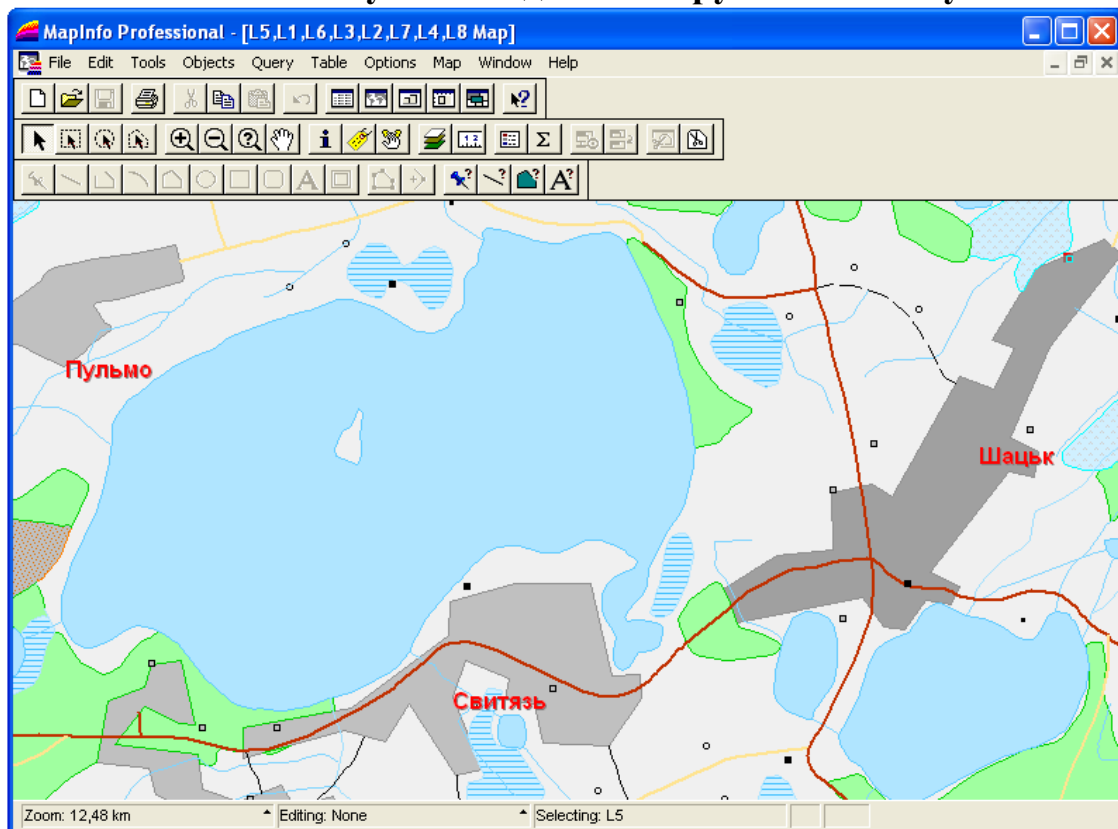 MapInfo Professional - [L5,L1,L6,L3,L2,L7,L4,L8 Map]
File Edit Tools Objects Query Table Options Map Window Help
Пульмо
Шацьк
Свитязь
Zoom: 12,48 km Editing: None Selecting: L5